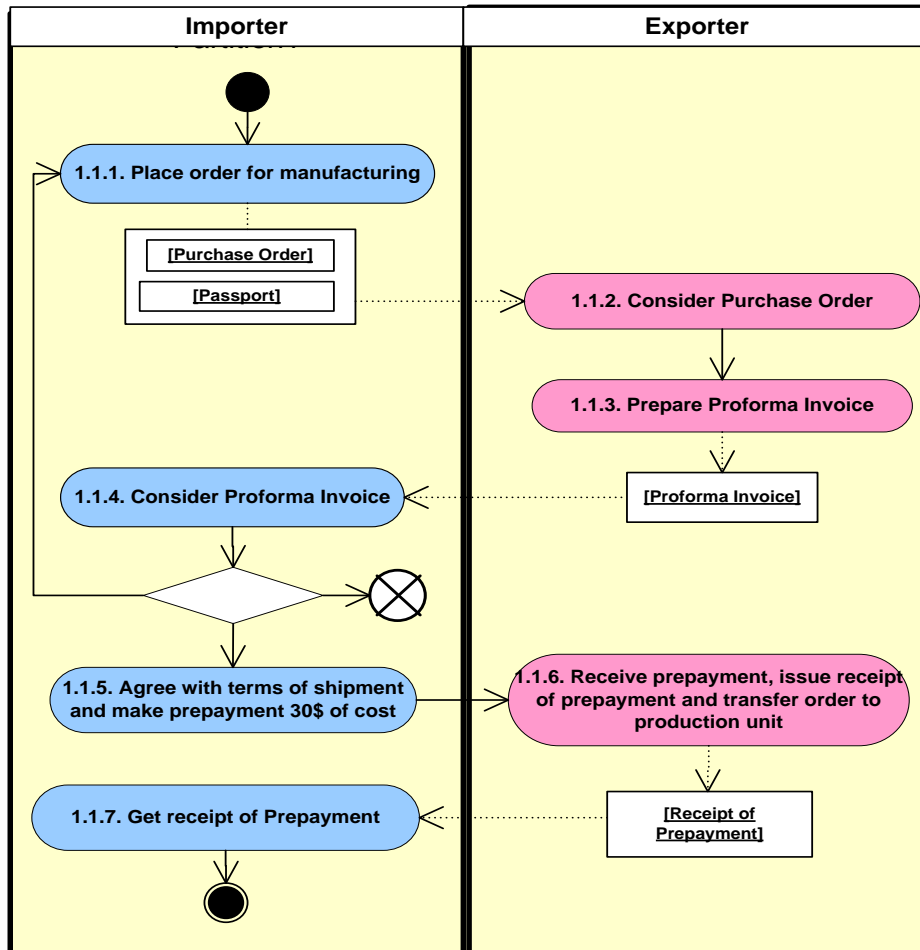 Importer
Exporter
1.1.1. Place order for manufacturing
[Purchase Order]
[Passport]
1.1.2. Consider Purchase Order
1.1.3. Prepare Proforma Invoice
1.1.4. Consider Proforma Invoice
[Proforma Invoice]
1.1.5. Agree with terms of shipment
and make prepayment 30$ of cost
1.1.6. Receive prepayment, issue receipt
of prepayment and transfer order to
production unit
1.1.7. Get receipt of Prepayment
[Receipt of
Prepayment]